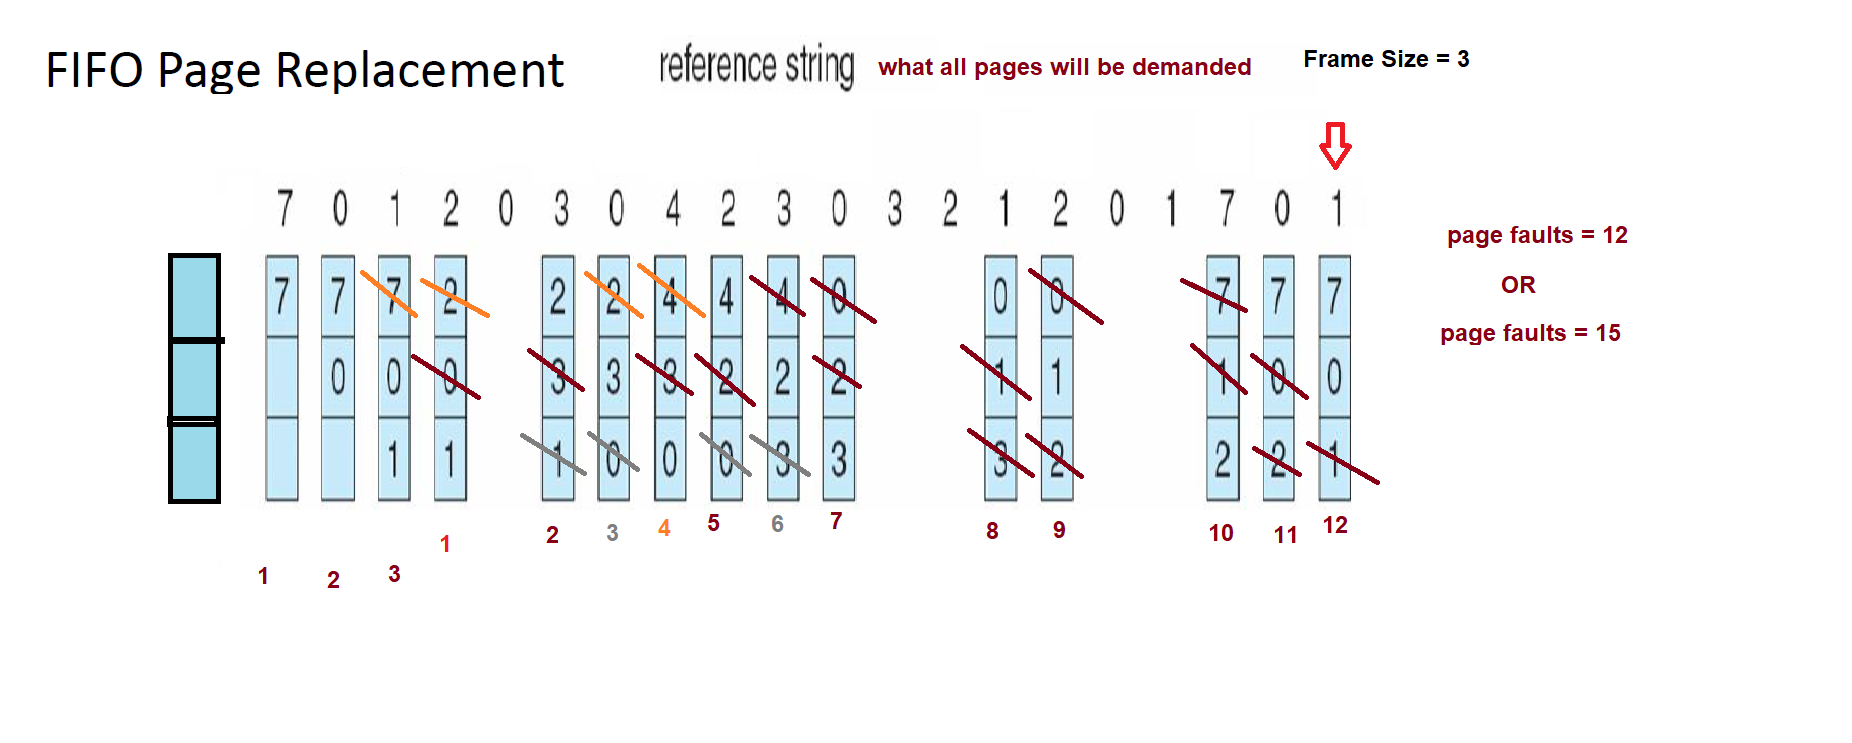 FIFO Page Replacement reference string what all pages will be demanded Frame Size = 3
7 0 1 2 0 3 0 4 2 3 0 3 2 1 2 0 1 7 0 1
page faults = 12
OR
page faults = 15
7 7 7 2 2 2 4 4 4 0 0 0 7 7 7
0 0 0 3 3 3 2 2 2 1 1 1 0 0
1 1 1 0 0 0 3 3 3 2 2 2 1
1 2 3 4 5 6 7 8 9 10 11 12
1 2 3